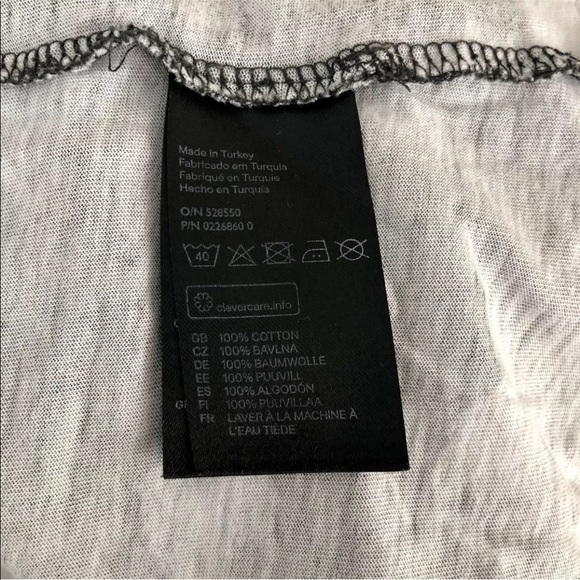 Made in Turkey
Fabricado em Turquia
Fabriqué en Turquie
Hecho en Turquía
O/N 528550
P/N 0226860 0
40
clevercare.info
GB 100% COTTON
CZ 100% BAVLNA
DE 100% BAUMWOLLE
EE 100% PUUVILL
ES 100% ALGODÓN
FI 100% PUUVILLAA
FR LAVER À LA MACHINE À
L'EAU TIÈDE